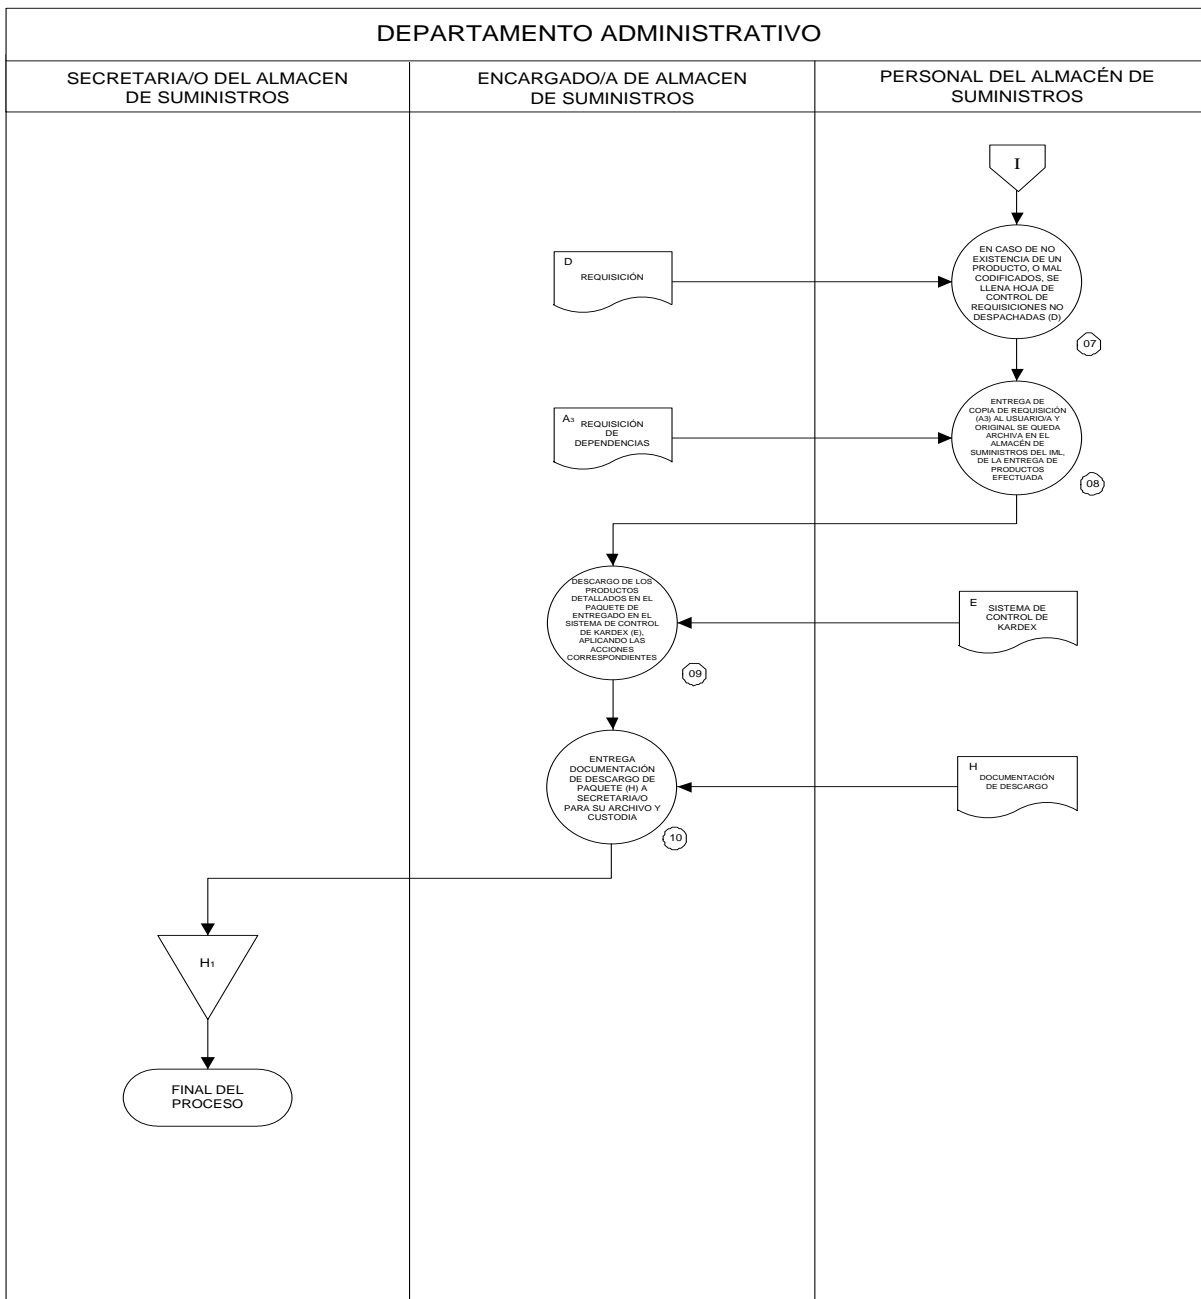 DEPARTAMENTO ADMINISTRATIVO
SECRETARIA/O DEL ALMACEN
DE SUMINISTROS
ENCARGADO/A DE ALMACEN
DE SUMINISTROS
PERSONAL DEL ALMACÉN DE
SUMINISTROS
I
D
REQUISICIÓN
EN CASO DE NO
EXISTENCIA DE UN
PRODUCTO, O MAL
CODIFICADOS, SE
LLENA HOJA DE
CONTROL DE
REQUISICIONES NO
DESPACHADAS (D)
07
A3
REQUISICIÓN
DE
DEPENDENCIAS
ENTREGA DE
COPIA DE REQUISICIÓN
(A3) AL USUARIO/A Y
ORIGINAL SE QUEDA
ARCHIVA EN EL
ALMACÉN DE
SUMINISTROS DEL IML,
DE LA ENTREGA DE
PRODUCTOS
EFECTUADA
08
DESCARGO DE LOS
PRODUCTOS
DETALLADOS EN EL
PAQUETE DE
ENTREGADO EN EL
SISTEMA DE CONTROL
DE KARDEX (E),
APLICANDO LAS
ACCIONES
CORRESPONDIENTES
09
E
SISTEMA DE
CONTROL DE
KARDEX
ENTREGA
DOCUMENTACIÓN
DE DESCARGO DE
PAQUETE (H) A
SECRETARIA/O
PARA SU ARCHIVO Y
CUSTODIA
10
H
DOCUMENTACIÓN
DE DESCARGO
H1
FINAL DEL
PROCESO